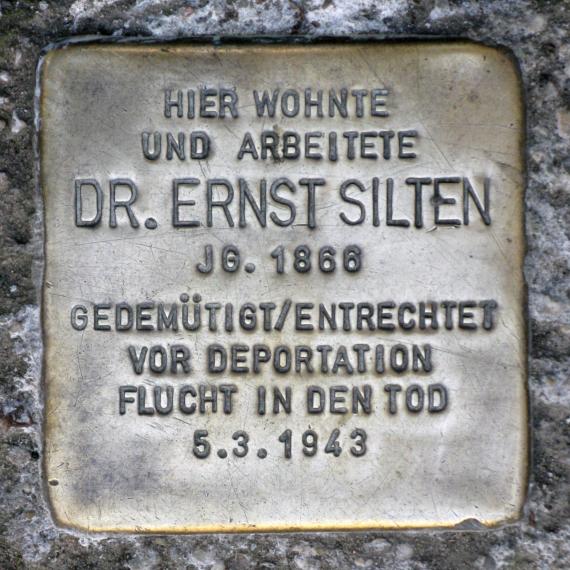 HIER WOHNTE
UND ARBEITETE
DR. ERNST SILTEN
JG. 1866
GEDEMÜTIGT/ENTRECHTET
VOR DEPORTATION
FLUCHT IN DEN TOD
5.3.1943